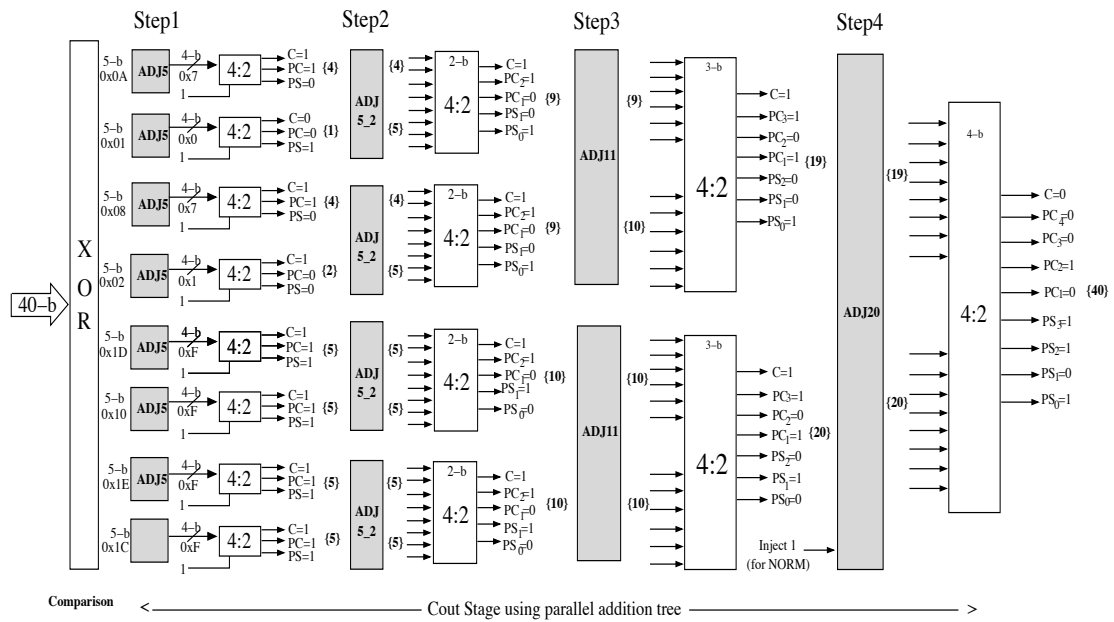 Step1
Step2
Step3
Step4
40-b
X
O
R
5-b
0x0A
ADJ5
4-b
0x7
1
4:2
C=1
PC=1
PS=0
{4}
5-b
0x01
ADJ5
4-b
0x0
1
4:2
C=0
PC=0
PS=1
{1}
5-b
0x08
ADJ5
4-b
0x7
1
4:2
C=1
PC=1
PS=0
{4}
5-b
0x02
ADJ5
4-b
0x1
1
4:2
C=1
PC=0
PS=0
{2}
5-b
0x1D
ADJ5
4-b
0xF
1
4:2
C=1
PC=1
PS=1
{5}
5-b
0x10
ADJ5
4-b
0xF
1
4:2
C=1
PC=1
PS=1
{5}
5-b
0x1E
ADJ5
4-b
0xF
1
4:2
C=1
PC=1
PS=1
{5}
5-b
0x1C
4-b
0xF
1
4:2
C=1
PC=1
PS=1
{5}
ADJ
5_2
{4}
{5}
2-b
4:2
C=1
PC2=1
PC1=0
PS1=0
PS0=1
{9}
ADJ
5_2
{4}
{5}
2-b
4:2
C=1
PC2=1
PC1=0
PS1=0
PS0=1
{9}
ADJ
5_2
{5}
{5}
2-b
4:2
C=1
PC2=1
PC1=0
PS1=1
PS0=0
{10}
ADJ
5_2
{5}
{5}
2-b
4:2
C=1
PC2=1
PC1=0
PS1=1
PS0=0
{10}
ADJ11
{9}
{10}
3-b
4:2
C=1
PC3=1
PC2=0
PC1=1
PS2=0
PS1=0
PS0=1
{19}
ADJ11
{10}
{10}
3-b
4:2
C=1
PC3=1
PC2=0
PC1=1
PS2=0
PS1=1
PS0=0
{20}
Inject 1
(for NORM)
ADJ20
{19}
{20}
4-b
4:2
C=0
PC4=0
PC3=0
PC2=1
PC1=0
PS3=1
PS2=1
PS1=0
PS0=1
{40}
Comparison
Cout Stage using parallel addition tree